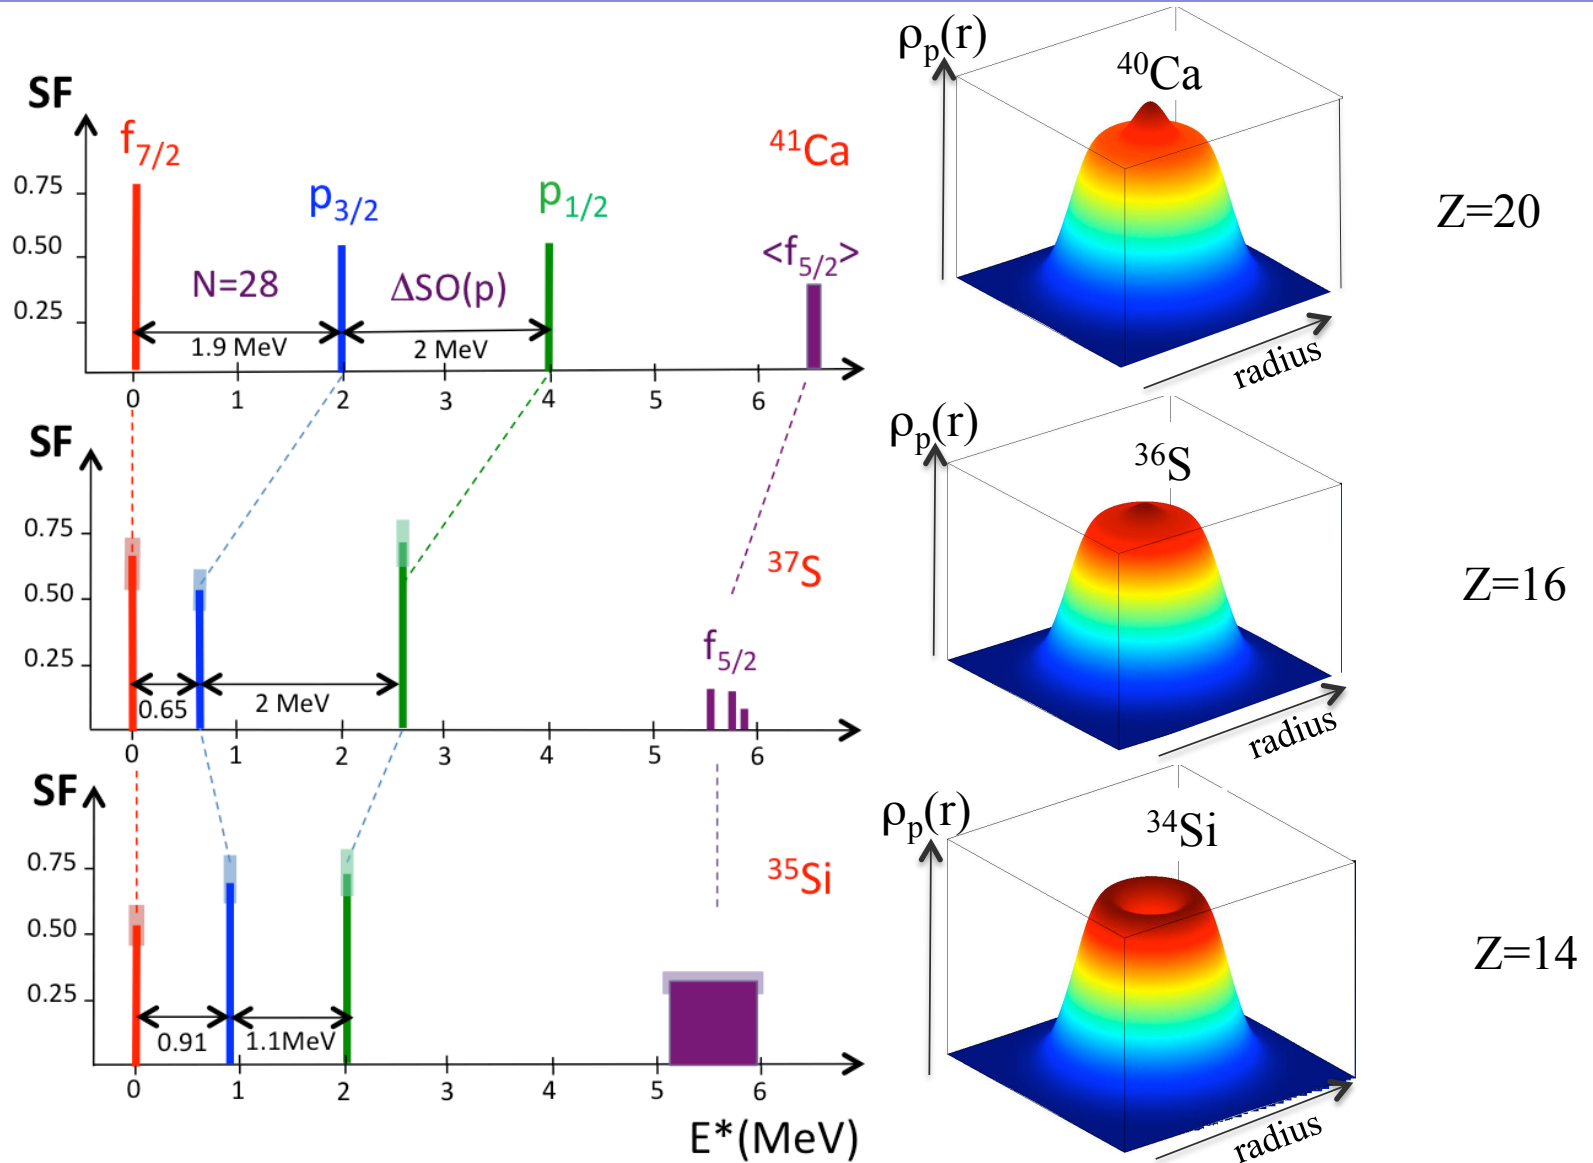 SF
f7/2
p3/2
p1/2
41Ca
<f5/2>
0.75
0.50
0.25
N=28
ΔSO(p)
1.9 MeV
2 MeV
0 1 2 3 4 5 6
ρp(r)
40Ca
radius
Z=20
SF
37S
f5/2
0.75
0.50
0.25
0.65
2 MeV
0 1 2 3 4 5 6
ρp(r)
36S
radius
Z=16
SF
35Si
0.75
0.50
0.25
0.91
1.1MeV
0 1 2 3 4 5 6
E*(MeV)
ρp(r)
34Si
radius
Z=14